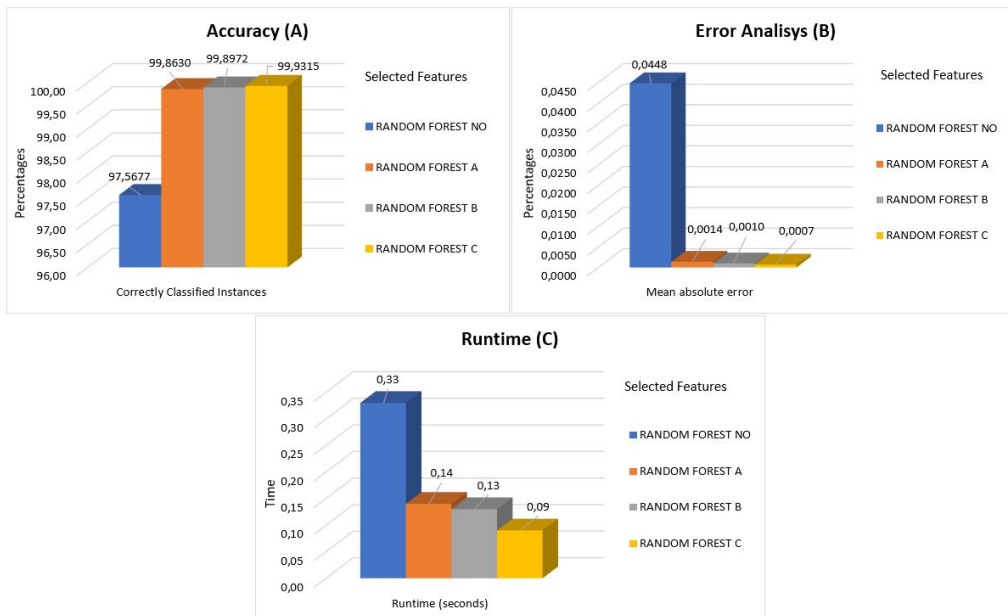 Accuracy (A)
99,8630
99,8972
99,9315
97,5677
100,00
99,50
99,00
98,50
98,00
97,50
97,00
96,50
96,00
Percentages
Correctly Classified Instances
Selected Features
RANDOM FOREST NO
RANDOM FOREST A
RANDOM FOREST B
RANDOM FOREST C
Error Analisys (B)
0,0448
0,0014
0,0010
0,0007
0,0450
0,0400
0,0350
0,0300
0,0250
0,0200
0,0150
0,0100
0,0050
0,0000
Percentages
Mean absolute error
Selected Features
RANDOM FOREST NO
RANDOM FOREST A
RANDOM FOREST B
RANDOM FOREST C
Runtime (C)
0,33
0,14
0,13
0,09
0,35
0,30
0,25
0,20
0,15
0,10
0,05
0,00
Time
Runtime (seconds)
Selected Features
RANDOM FOREST NO
RANDOM FOREST A
RANDOM FOREST B
RANDOM FOREST C